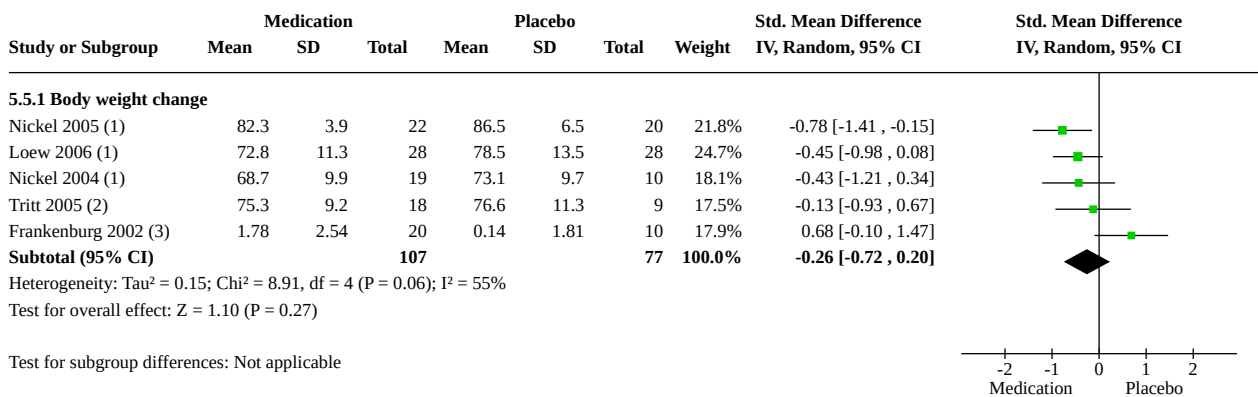 Medication Placebo Std. Mean Difference Std. Mean Difference
Study or Subgroup Mean SD Total Mean SD Total Weight IV, Random, 95% CI IV, Random, 95% CI
5.5.1 Body weight change
Nickel 2005 (1) 82.3 3.9 22 86.5 6.5 20 21.8% -0.78 [-1.41 , -0.15]
Loew 2006 (1) 72.8 11.3 28 78.5 13.5 28 24.7% -0.45 [-0.98 , 0.08]
Nickel 2004 (1) 68.7 9.9 19 73.1 9.7 10 18.1% -0.43 [-1.21 , 0.34]
Tritt 2005 (2) 75.3 9.2 18 76.6 11.3 9 17.5% -0.13 [-0.93 , 0.67]
Frankenburg 2002 (3) 1.78 2.54 20 0.14 1.81 10 17.9% 0.68 [-0.10 , 1.47]
Subtotal (95% CI) 107 77 100.0% -0.26 [-0.72 , 0.20]
Heterogeneity: Tau² = 0.15; Chi² = 8.91, df = 4 (P = 0.06); I² = 55%
Test for overall effect: Z = 1.10 (P = 0.27)
Test for subgroup differences: Not applicable
-2 -1 0 1 2
Medication Placebo